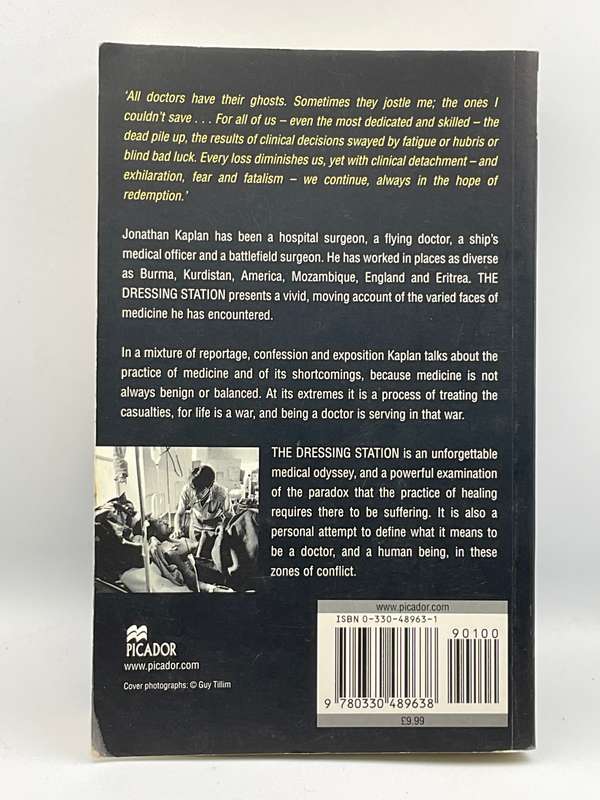 ‘All doctors have their ghosts. Sometimes they jostle me; the ones I
couldn’t save . . . For all of us – even the most dedicated and skilled – the
dead pile up, the results of clinical decisions swayed by fatigue or hubris or
blind bad luck. Every loss diminishes us, yet with clinical detachment – and
exhilaration, fear and fatalism – we continue, always in the hope of
redemption.’
Jonathan Kaplan has been a hospital surgeon, a flying doctor, a ship’s
medical officer and a battlefield surgeon. He has worked in places as diverse
as Burma, Kurdistan, America, Mozambique, England and Eritrea. THE
DRESSING STATION presents a vivid, moving account of the varied faces of
medicine he has encountered.
In a mixture of reportage, confession and exposition Kaplan talks about the
practice of medicine and of its shortcomings, because medicine is not
always benign or balanced. At its extremes it is a process of treating the
casualties, for life is a war, and being a doctor is serving in that war.
THE DRESSING STATION is an unforgettable
medical odyssey, and a powerful examination
of the paradox that the practice of healing
requires there to be suffering. It is also a
personal attempt to define what it means to
be a doctor, and a human being, in these
zones of conflict.
PICADOR
www.picador.com
Cover photographs: © Guy Tillim
www.picador.com
ISBN 0-330-48963-1
90100
9 780330 489638
£9.99